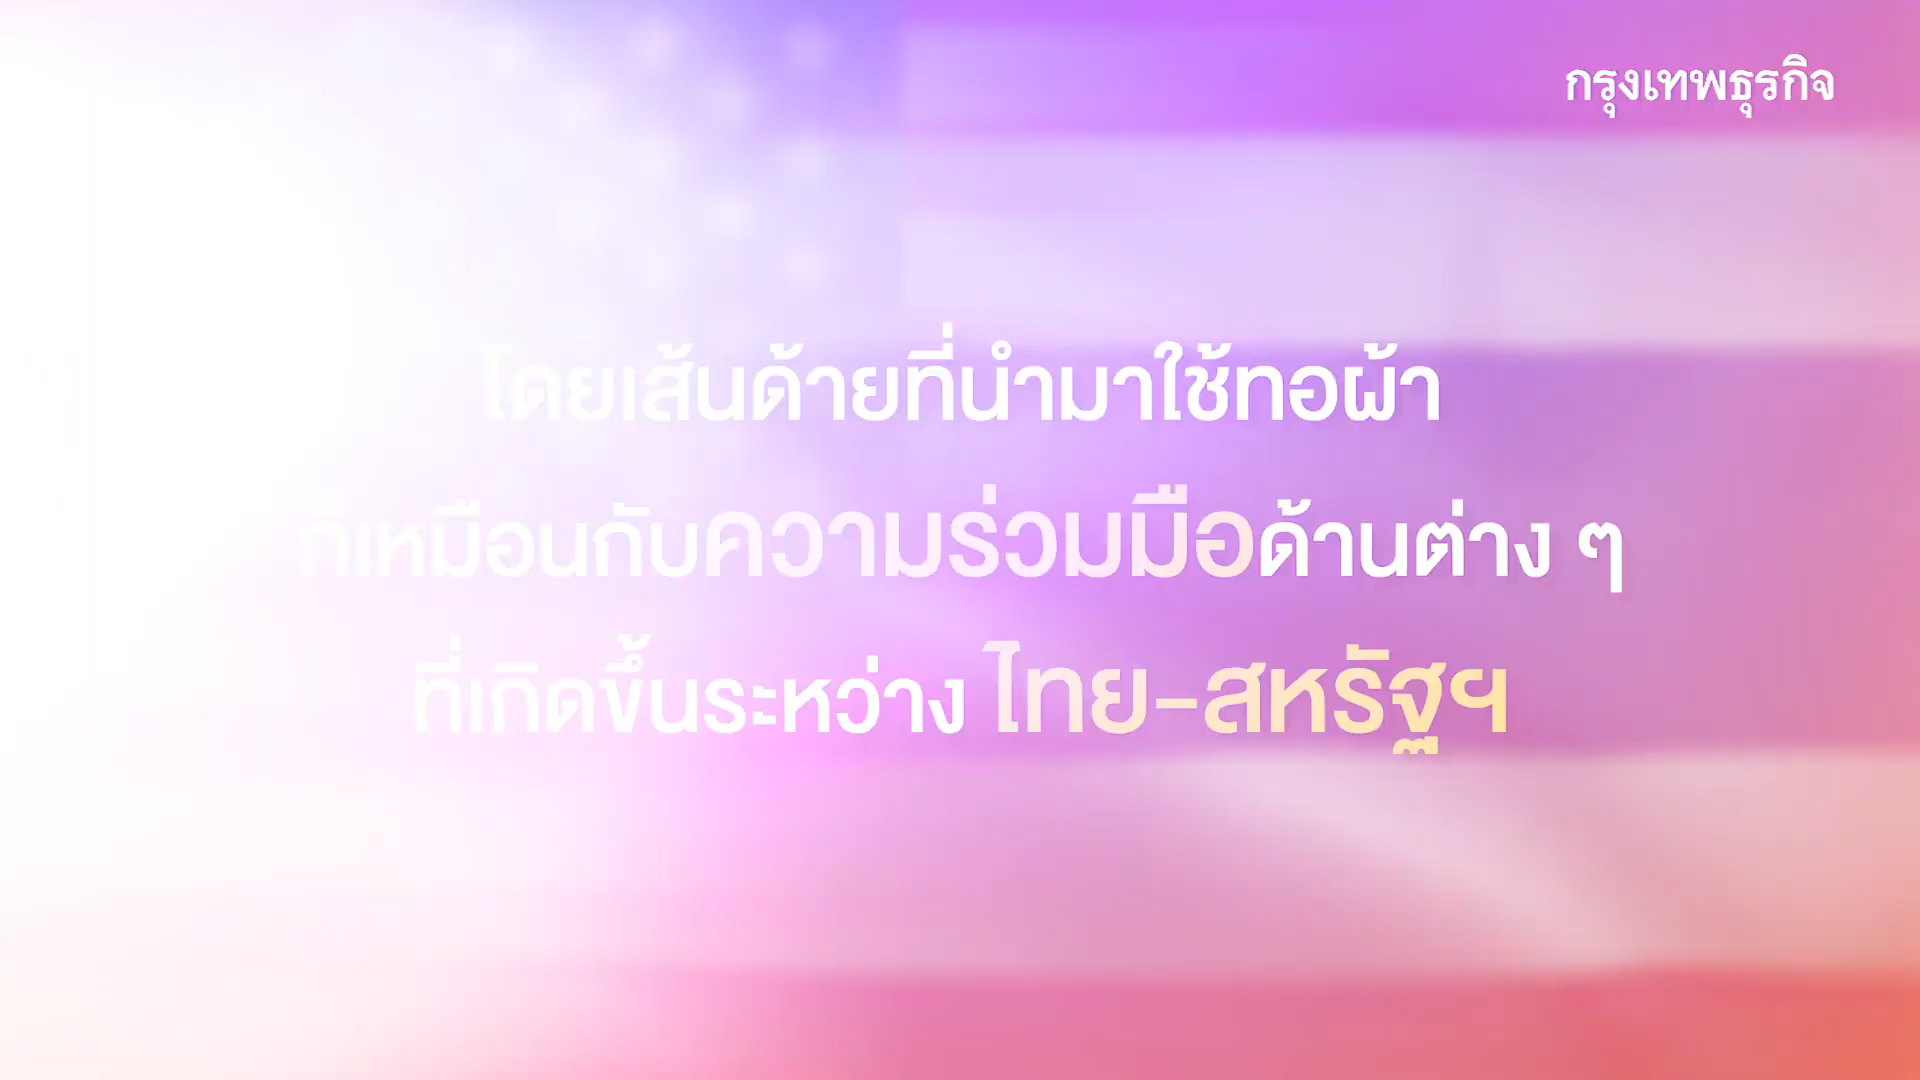 กรุงเทพธุรกิจ
โดยเส้นด้ายที่นำมาใช้ทอผ้า
ก็เหมือนกับความร่วมมือด้านต่าง ๆ
ที่เกิดขึ้นระหว่าง ไทย-สหรัฐฯ